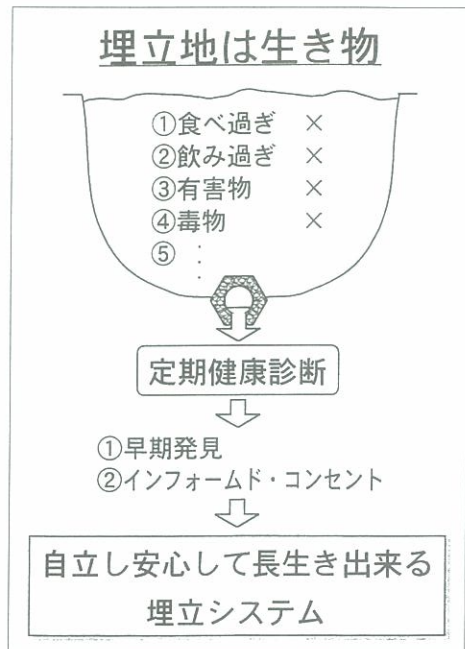 埋立地は生き物
①食べ過ぎ ×
②飲み過ぎ ×
③有害物 ×
④毒物 ×
⑤ :
定期健康診断
①早期発見
②インフォームド・コンセント
自立し安心して長生き出来る
埋立システム